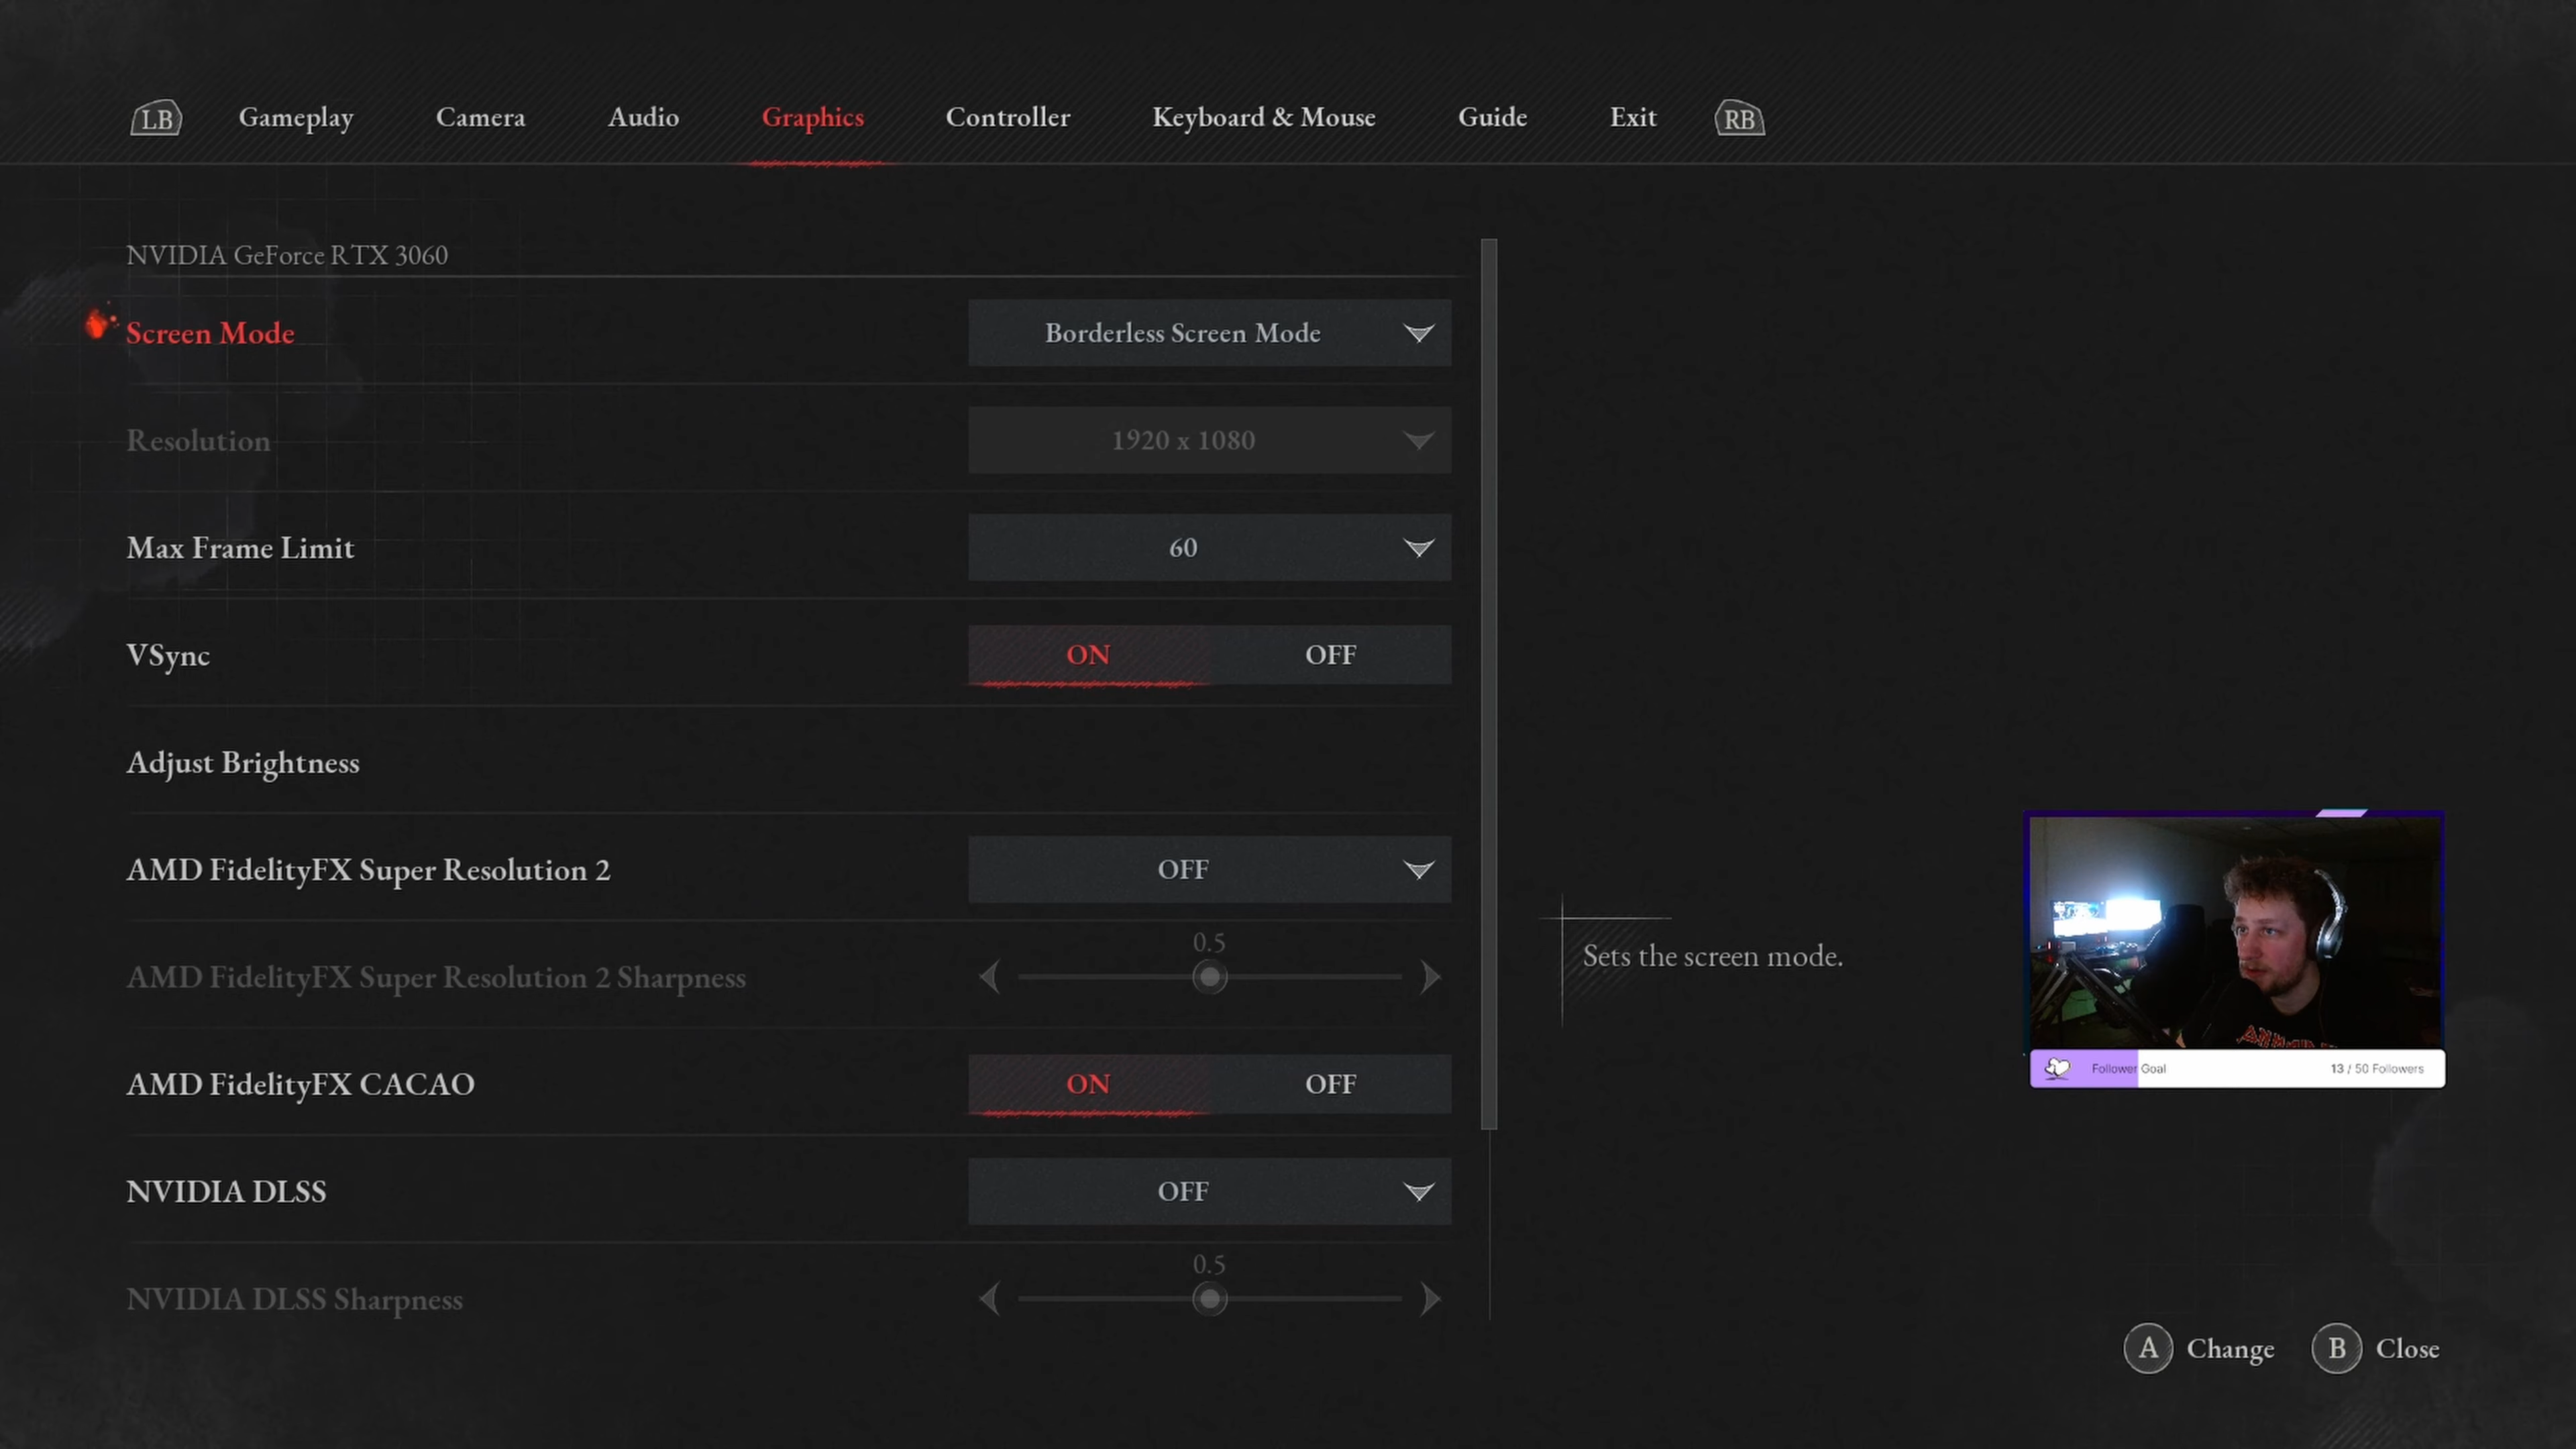 LB Gameplay Camera Audio Graphics Controller Keyboard & Mouse Guide Exit RB
NVIDIA GeForce RTX 3060
Screen Mode Borderless Screen Mode
Resolution 1920 x 1080
Max Frame Limit 60
VSync ON OFF
Adjust Brightness
AMD FidelityFX Super Resolution 2 OFF
0.5
AMD FidelityFX Super Resolution 2 Sharpness
Sets the screen mode.
Follower Goal 13 / 50 Followers
AMD FidelityFX CACAO ON OFF
NVIDIA DLSS OFF
0.5
NVIDIA DLSS Sharpness
A Change B Close